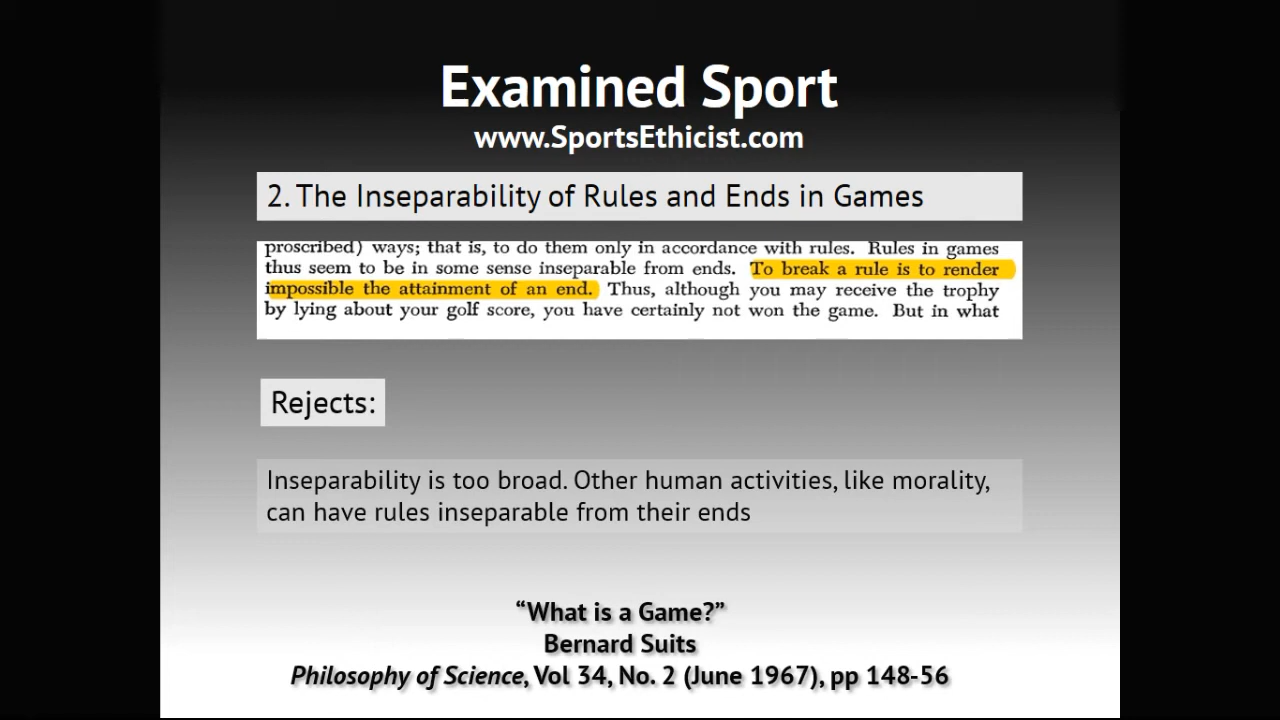 Examined Sport
www.SportsEthicist.com
2. The Inseparability of Rules and Ends in Games
proscribed) ways; that is, to do them only in accordance with rules. Rules in games
thus seem to be in some sense inseparable from ends. To break a rule is to render
impossible the attainment of an end. Thus, although you may receive the trophy
by lying about your golf score, you have certainly not won the game. But in what
Rejects:
Inseparability is too broad. Other human activities, like morality,
can have rules inseparable from their ends
“What is a Game?”
Bernard Suits
Philosophy of Science, Vol 34, No. 2 (June 1967), pp 148-56